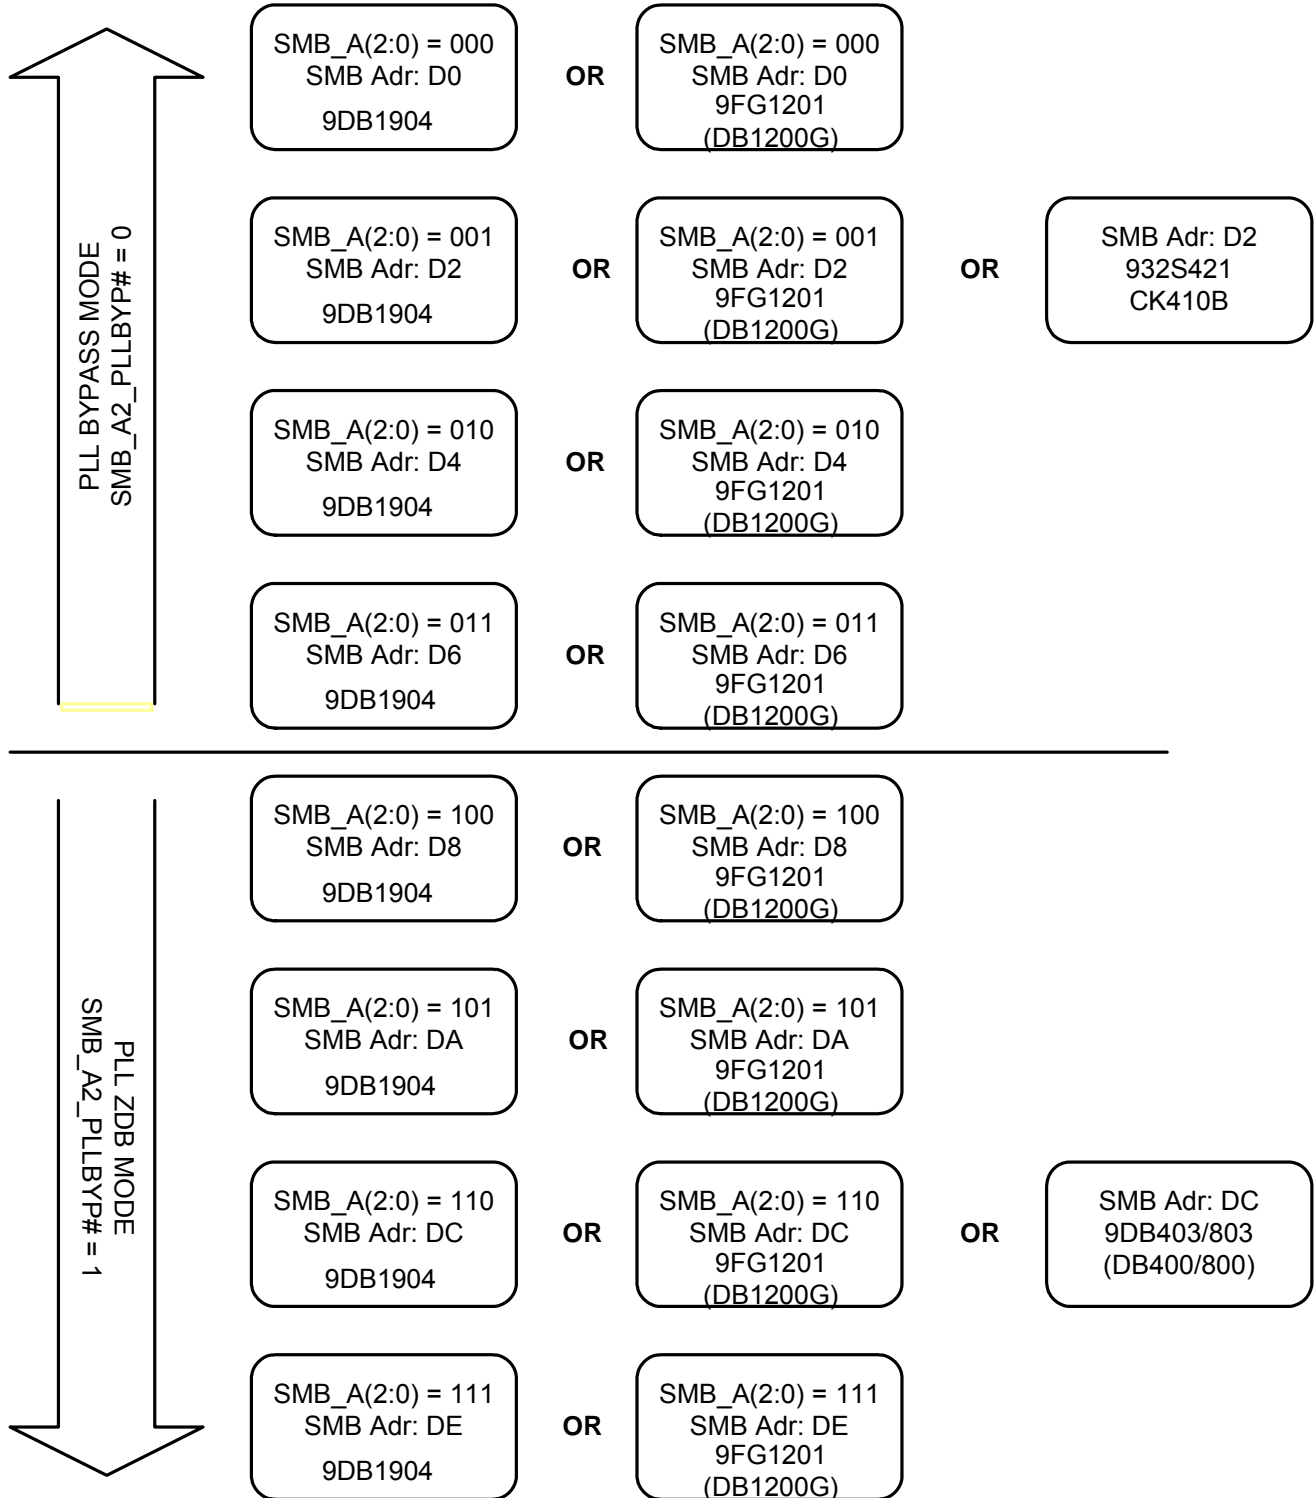 PLL BYPASS MODE
SMB_A2_PLLBYP# = 0
SMB_A(2:0) = 000
SMB Adr: D0
9DB1904
OR
SMB_A(2:0) = 000
SMB Adr: D0
9FG1201
(DB1200G)
SMB_A(2:0) = 001
SMB Adr: D2
9DB1904
OR
SMB_A(2:0) = 001
SMB Adr: D2
9FG1201
(DB1200G)
OR
SMB Adr: D2
932S421
CK410B
SMB_A(2:0) = 010
SMB Adr: D4
9DB1904
OR
SMB_A(2:0) = 010
SMB Adr: D4
9FG1201
(DB1200G)
SMB_A(2:0) = 011
SMB Adr: D6
9DB1904
OR
SMB_A(2:0) = 011
SMB Adr: D6
9FG1201
(DB1200G)
PLL ZDB MODE
SMB_A2_PLLBYP# = 1
SMB_A(2:0) = 100
SMB Adr: D8
9DB1904
OR
SMB_A(2:0) = 100
SMB Adr: D8
9FG1201
(DB1200G)
SMB_A(2:0) = 101
SMB Adr: DA
9DB1904
OR
SMB_A(2:0) = 101
SMB Adr: DA
9FG1201
(DB1200G)
SMB_A(2:0) = 110
SMB Adr: DC
9DB1904
OR
SMB_A(2:0) = 110
SMB Adr: DC
9FG1201
(DB1200G)
OR
SMB Adr: DC
9DB403/803
(DB400/800)
SMB_A(2:0) = 111
SMB Adr: DE
9DB1904
OR
SMB_A(2:0) = 111
SMB Adr: DE
9FG1201
(DB1200G)